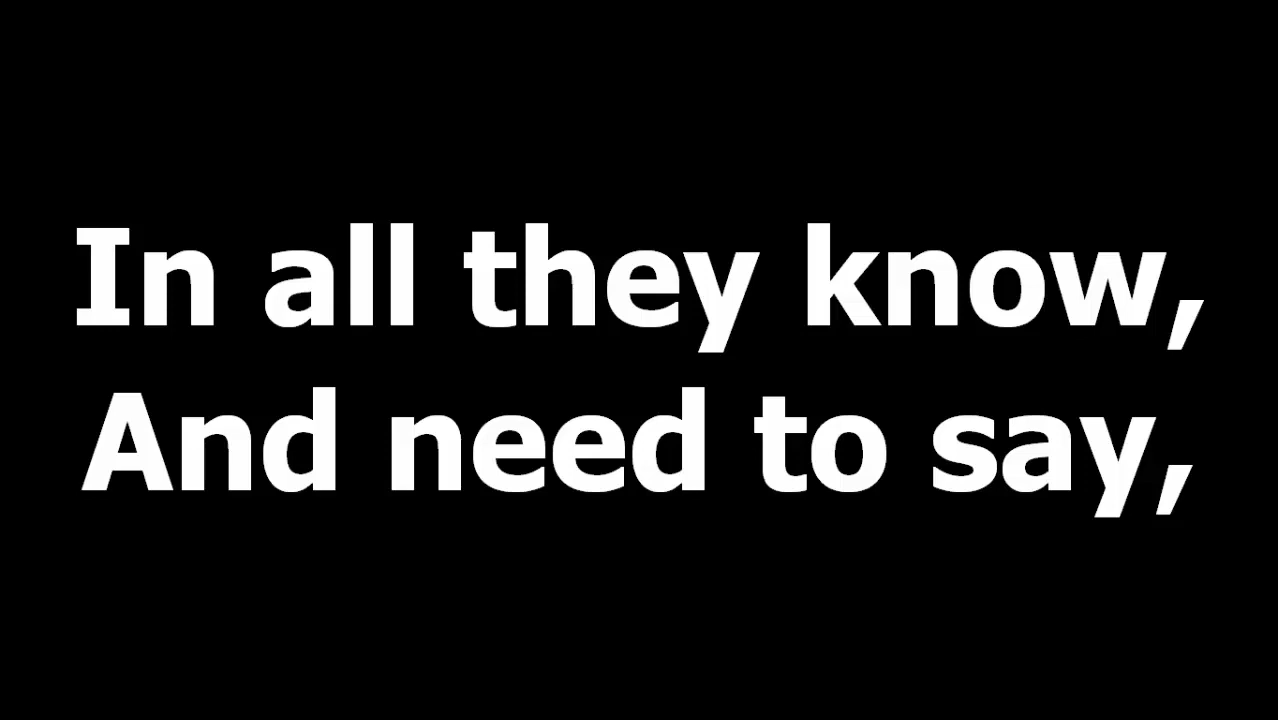 In all they know,
And need to say,